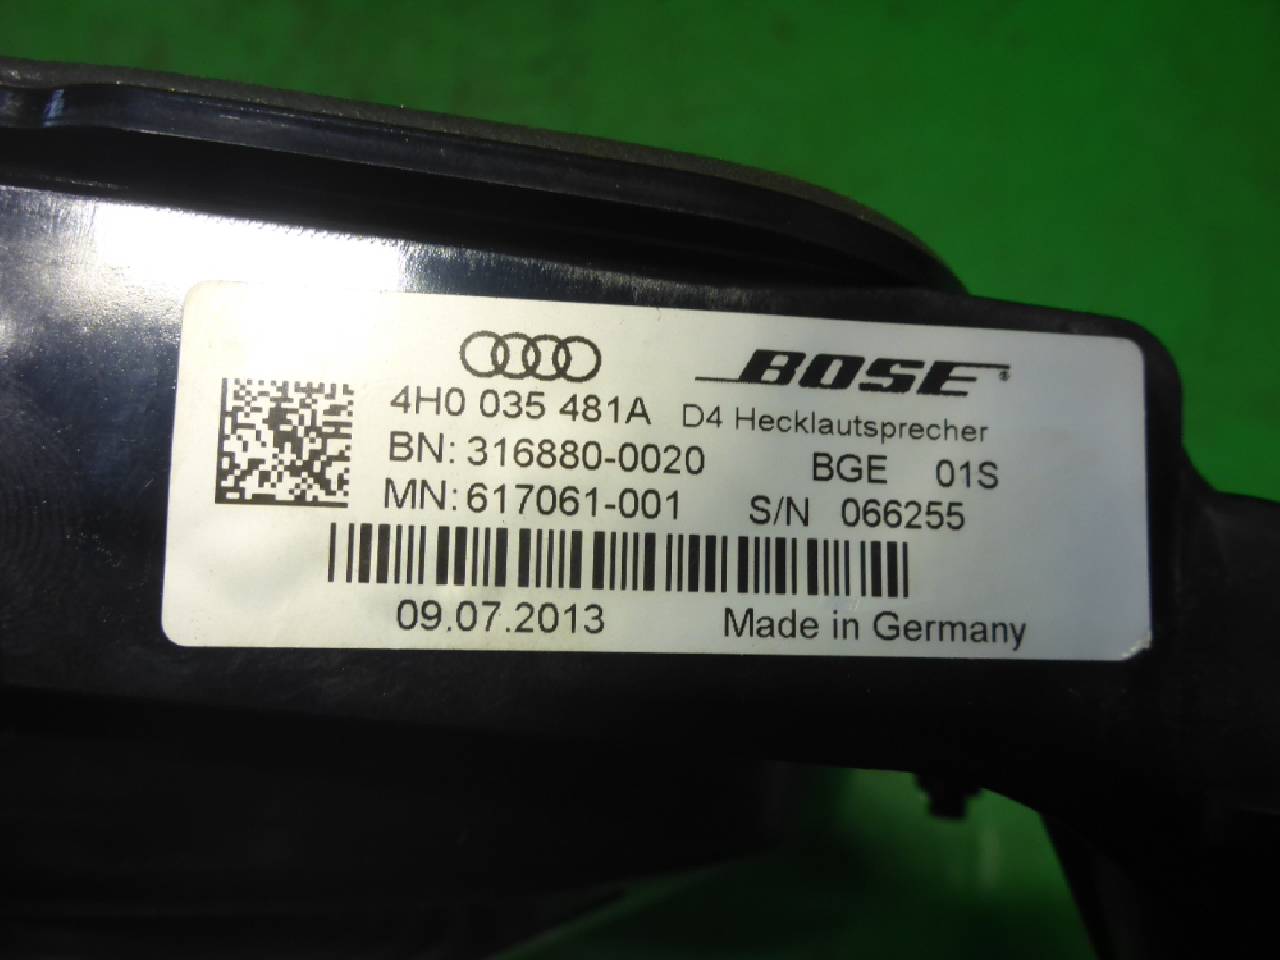 BOSE®
4H0 035 481A D4 Hecklautsprecher
BN: 316880-0020 BGE 01S
MN: 617061-001 S/N 066255
09.07.2013 Made in Germany